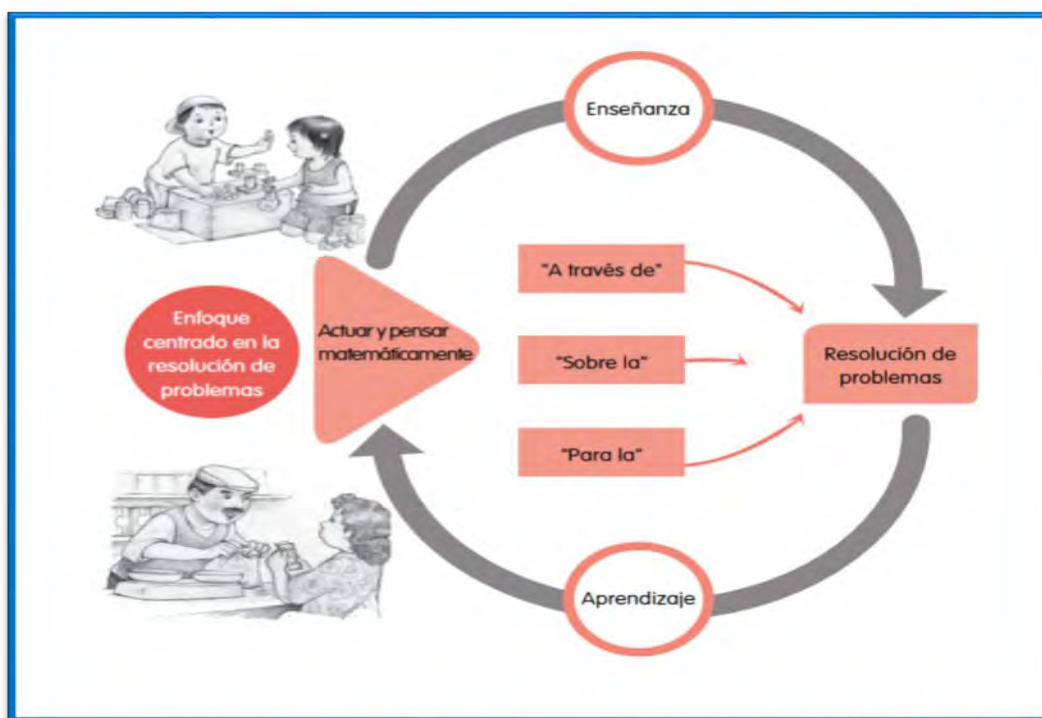 Enseñanza
"A través de"
Enfoque
centrado en la
resolución de
problemas
Actuar y pensar
matemáticamente
"Sobre la"
Resolución de
problemas
"Para la"
Aprendizaje